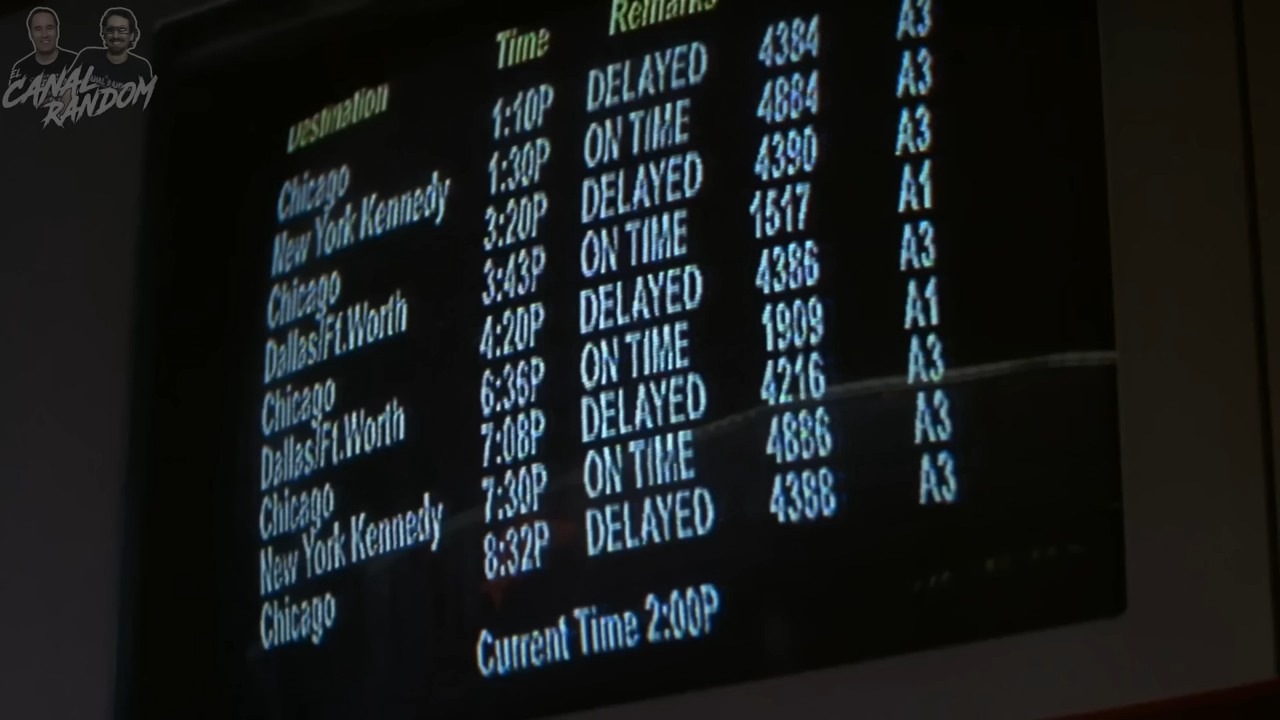 EL
CANAL
RANDOM
Destination Time Remarks
Chicago 1:10P DELAYED 4384 A3
New York Kennedy 1:30P ON TIME 4884 A3
Chicago 3:20P DELAYED 4390 A3
Dallas/Ft.Worth 3:43P ON TIME 1517 A1
Chicago 4:20P DELAYED 4386 A3
Dallas/Ft.Worth 6:36P ON TIME 1909 A1
Chicago 7:08P DELAYED 4216 A3
New York Kennedy 7:30P ON TIME 4886 A3
Chicago 8:32P DELAYED 4388 A3
Current Time 2:00P